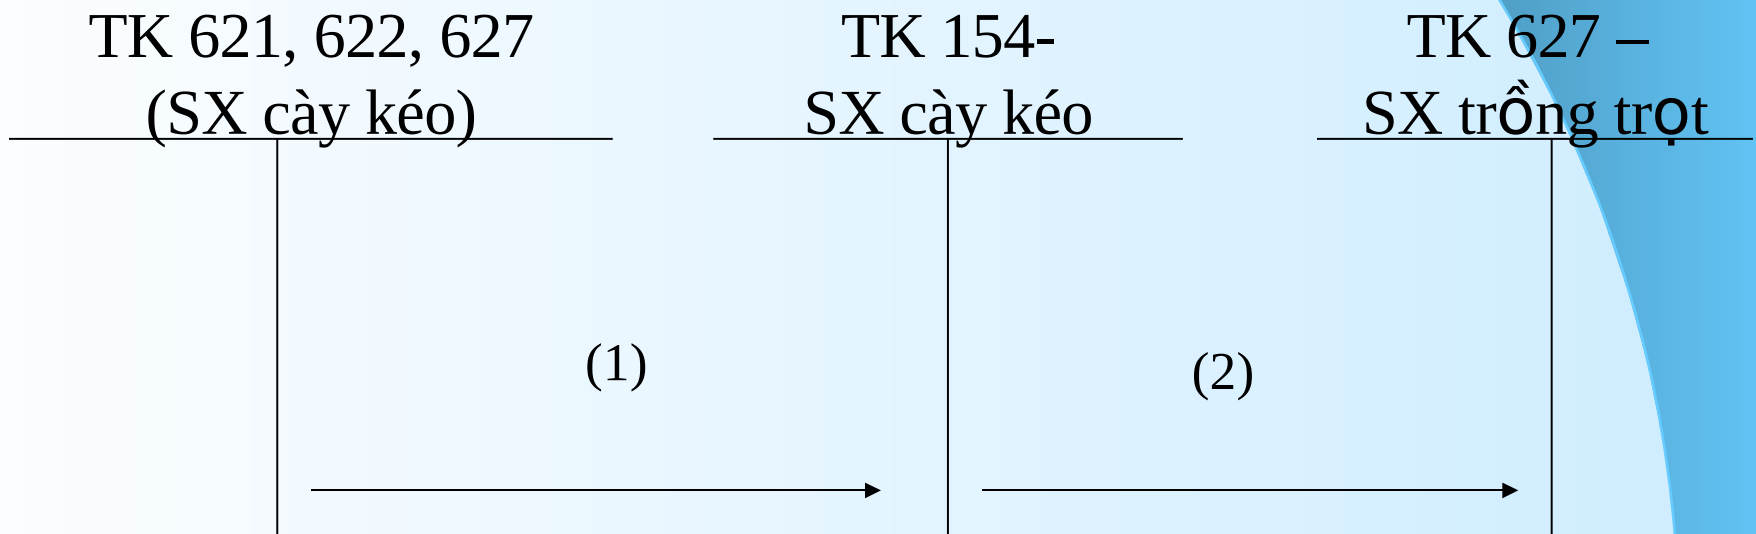 TK 621, 622, 627
(SX cày kéo)
TK 154-
SX cày kéo
TK 627 –
SX trồng trọt
(1)
(2)